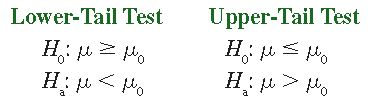 Lower-Tail Test Upper-Tail Test
H₀: μ ≥ μ₀ H₀: μ ≤ μ₀
Hₐ: μ < μ₀ Hₐ: μ > μ₀